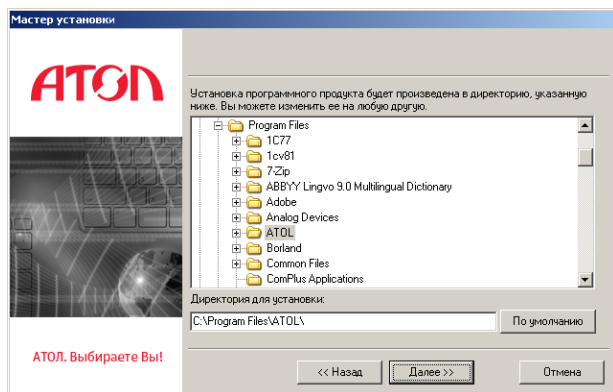 Мастер установки
АТОЛ
Установка программного продукта будет произведена в директорию, указанную
ниже. Вы можете изменить ее на любую другую.
Program Files
1C77
1cv81
7-Zip
ABBYY Lingvo 9.0 Multilingual Dictionary
Adobe
Analog Devices
ATOL
Borland
Common Files
ComPlus Applications
Директория для установки:
C:\Program Files\ATOL\
По умолчанию
АТОЛ. Выбираете Вы!
<< Назад
Далее >>
Отмена